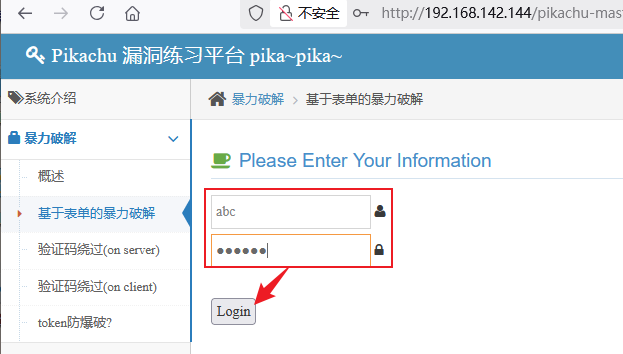 不安全 http://192.168.142.144/pikachu-mas
Pikachu 漏洞练习平台 pika~pika~
系统介绍
暴力破解 > 基于表单的暴力破解
暴力破解
概述
基于表单的暴力破解
验证码绕过(on server)
验证码绕过(on client)
token防爆破?
Please Enter Your Information
abc
●●●●●●
Login